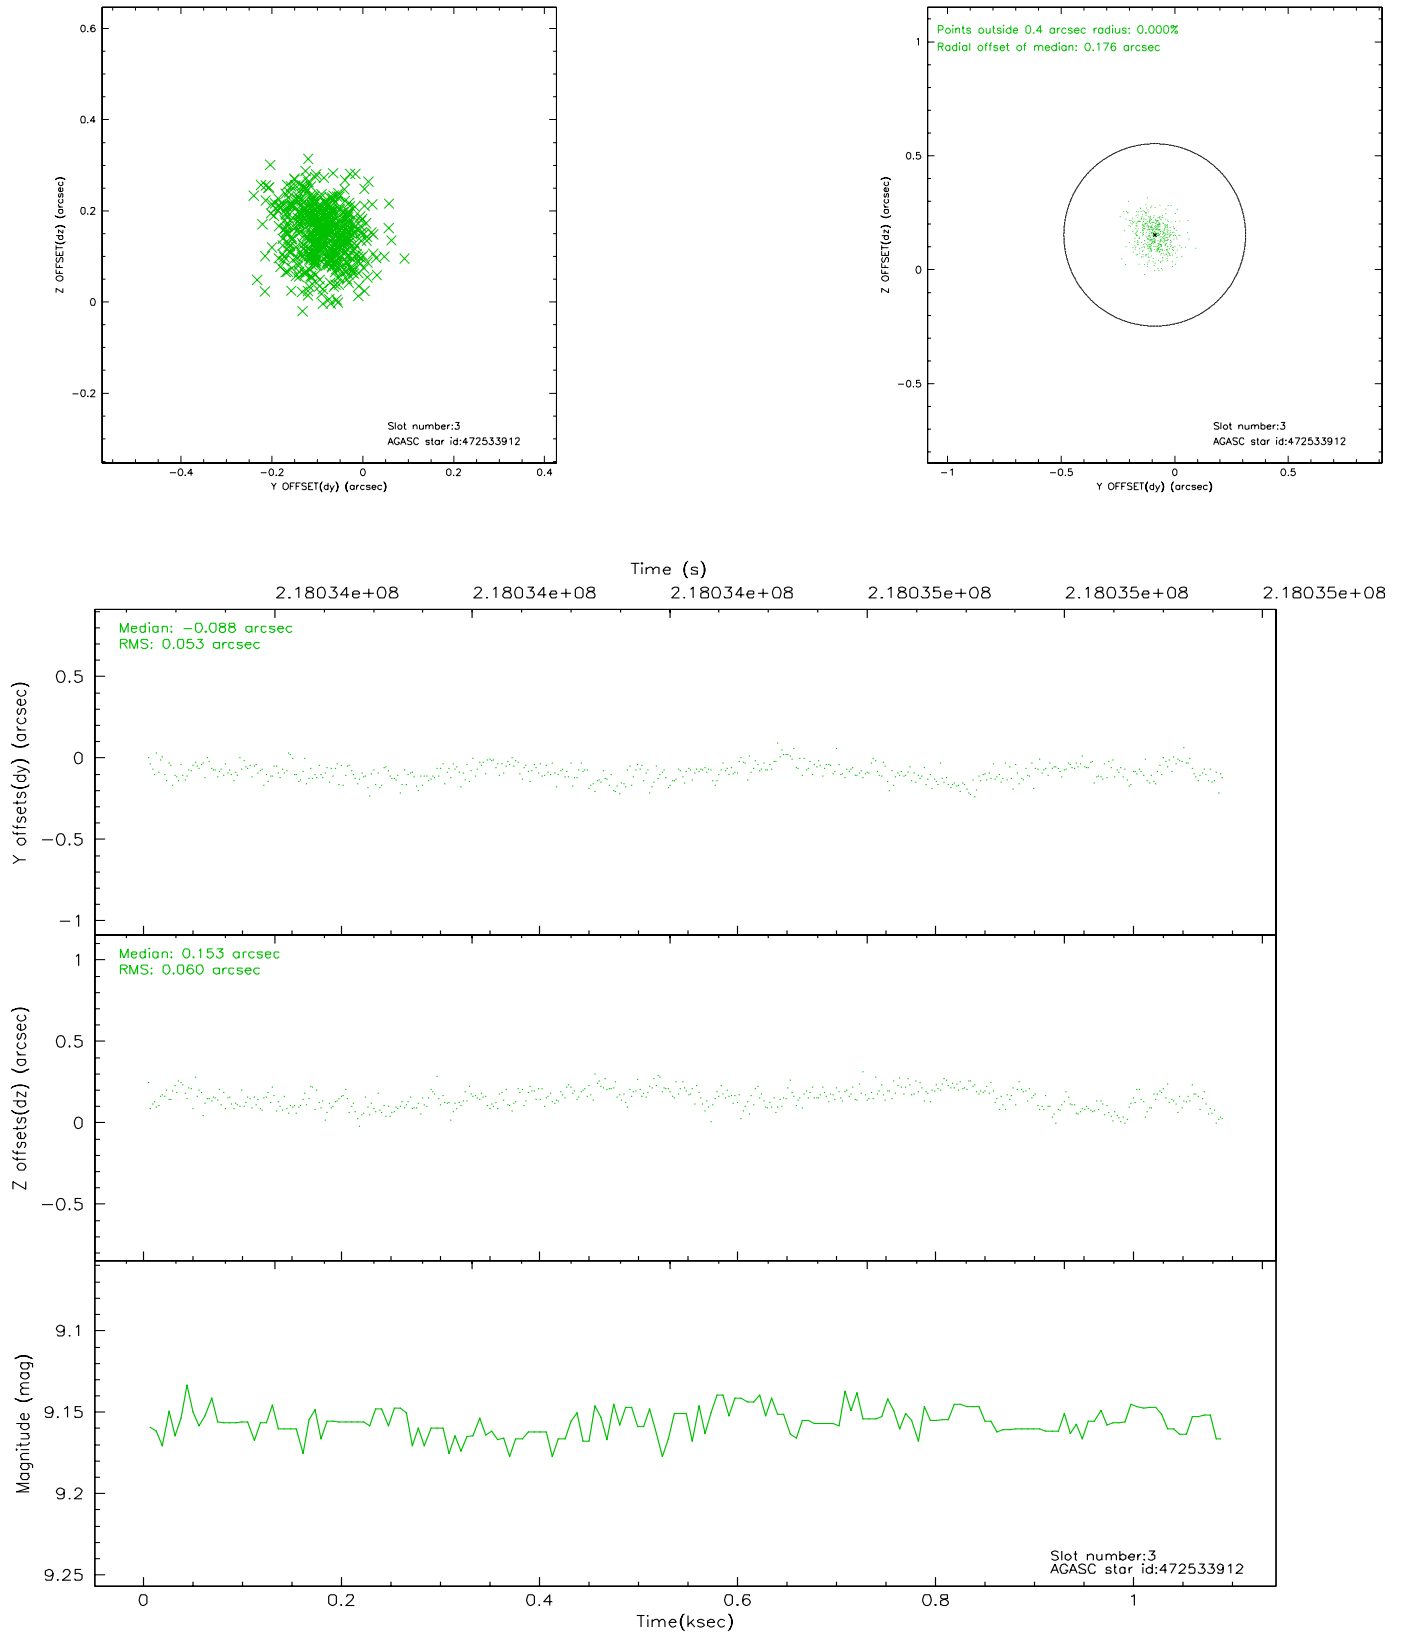 0.6
0.4
0.2
0
−0.2
Z OFFSET(dz) (arcsec)
Slot number:3
AGASC star id:472533912
−0.4 −0.2 0 0.2 0.4
Y OFFSET(dy) (arcsec)
Points outside 0.4 arcsec radius: 0.000%
Radial offset of median: 0.176 arcsec
1
0.5
0
−0.5
Z OFFSET(dz) (arcsec)
Slot number:3
AGASC star id:472533912
−1 −0.5 0 0.5
Y OFFSET(dy) (arcsec)
Time (s)
2.18034e+08 2.18034e+08 2.18034e+08 2.18035e+08 2.18035e+08 2.18035e+08
Median: −0.088 arcsec
RMS: 0.053 arcsec
0.5
0
−0.5
−1
Y offsets(dy) (arcsec)
Median: 0.153 arcsec
RMS: 0.060 arcsec
1
0.5
0
−0.5
Z offsets(dz) (arcsec)
9.1
9.15
9.2
9.25
Magnitude (mag)
Slot number:3
AGASC star id:472533912
0 0.2 0.4 0.6 0.8 1
Time(ksec)